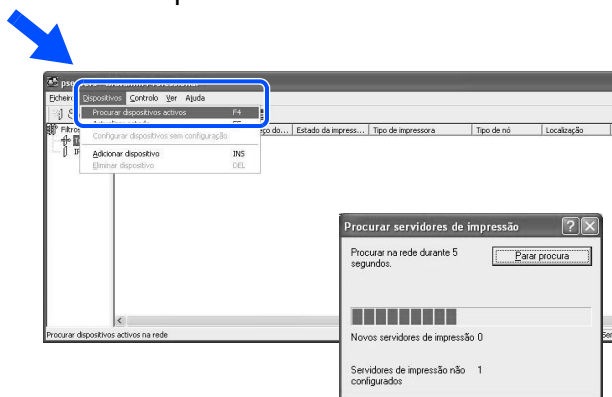 Ficheiro Dispositivos Controlo Ver Ajuda
Procurar dispositivos activos F4
Configurar dispositivos sem configuração
Adicionar dispositivo INS
Eliminar dispositivo DEL
Filtros
Estado da impress... Tipo de impressora Tipo de nó Localização
Procurar dispositivos activos na rede
Procurar servidores de impressão
Procurar na rede durante 5
segundos.
Parar procura
Novos servidores de impressão 0
Servidores de impressão não 1
configurados